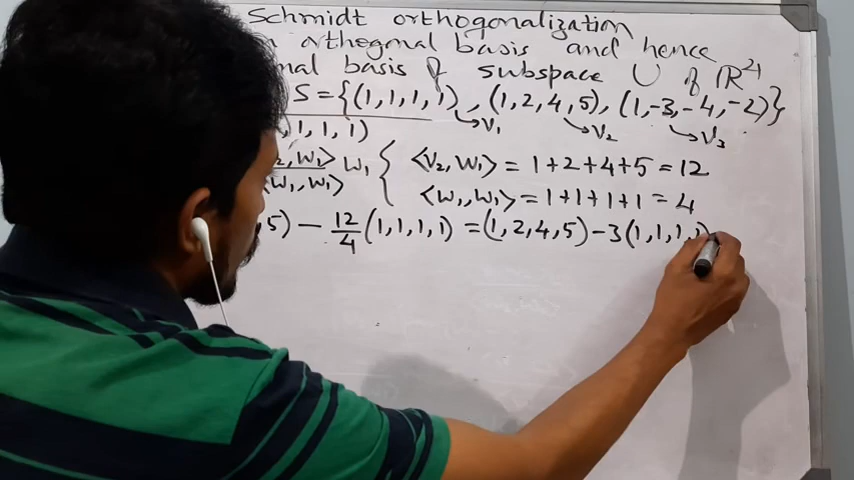 Schmidt orthogonalization
orthogonal basis and hence
basis of subspace U of ℝ⁴
S = {(1,1,1,1), (1,2,4,5), (1,-3,-4,-2)}
V₁ V₂ V₃
1, 1, 1)
W₁⟩ W₁ { ⟨V₂,W₁⟩ = 1+2+4+5 = 12
W₁,W₁⟩ ⟨W₁,W₁⟩ = 1+1+1+1 = 4
,5) − 12/4 (1,1,1,1) = (1,2,4,5) − 3(1,1,1,1)